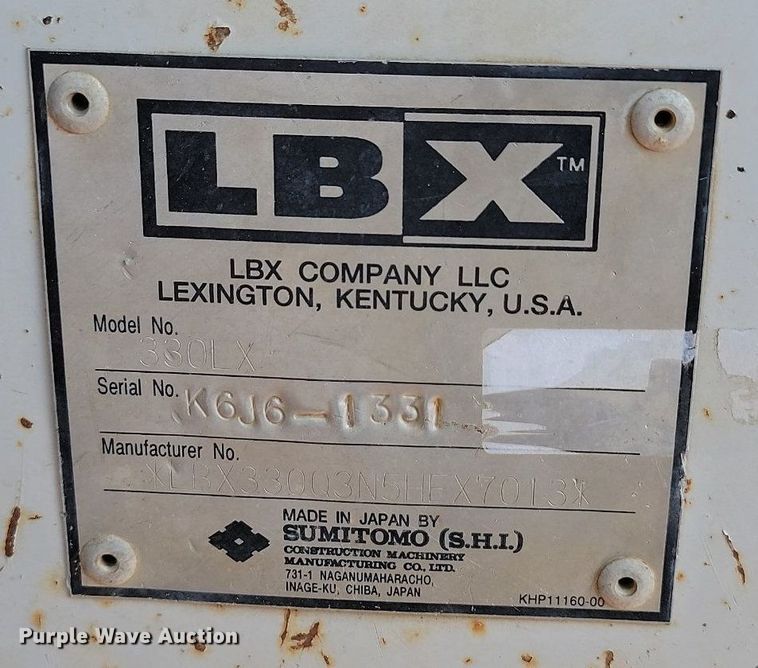 LBX™
LBX COMPANY LLC
LEXINGTON, KENTUCKY, U.S.A.
Model No. 330LX
Serial No. K6J6-1331
Manufacturer No.
MADE IN JAPAN BY
SUMITOMO (S.H.I.)
CONSTRUCTION MACHINERY
MANUFACTURING CO., LTD.
731-1 NAGANUMAHARACHO,
INAGE-KU, CHIBA, JAPAN
KHP11160-00
Purple Wave Auction